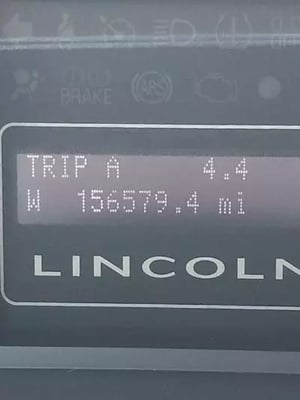 BRAKE
ABS
TRIP A 4.4
W 156579.4 mi
LINCOLN